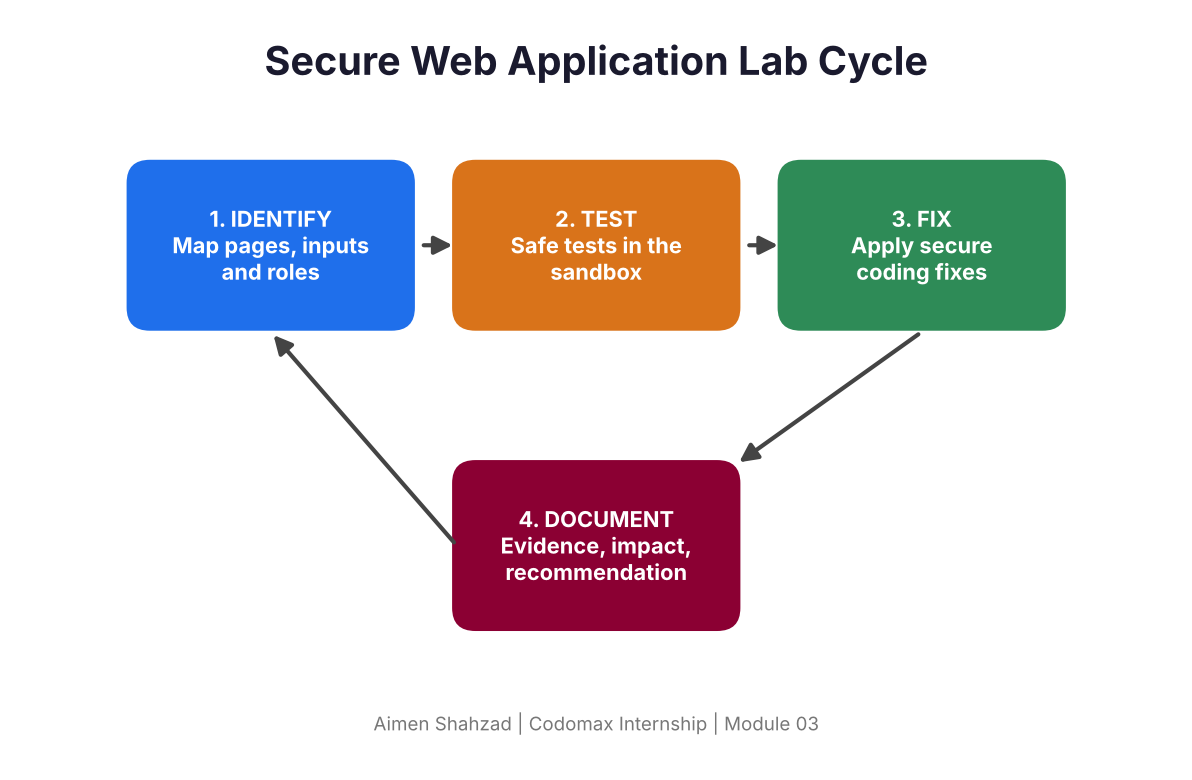 Secure Web Application Lab Cycle
1. IDENTIFY
Map pages, inputs
and roles
2. TEST
Safe tests in the
sandbox
3. FIX
Apply secure
coding fixes
4. DOCUMENT
Evidence, impact,
recommendation
Aimen Shahzad | Codomax Internship | Module 03